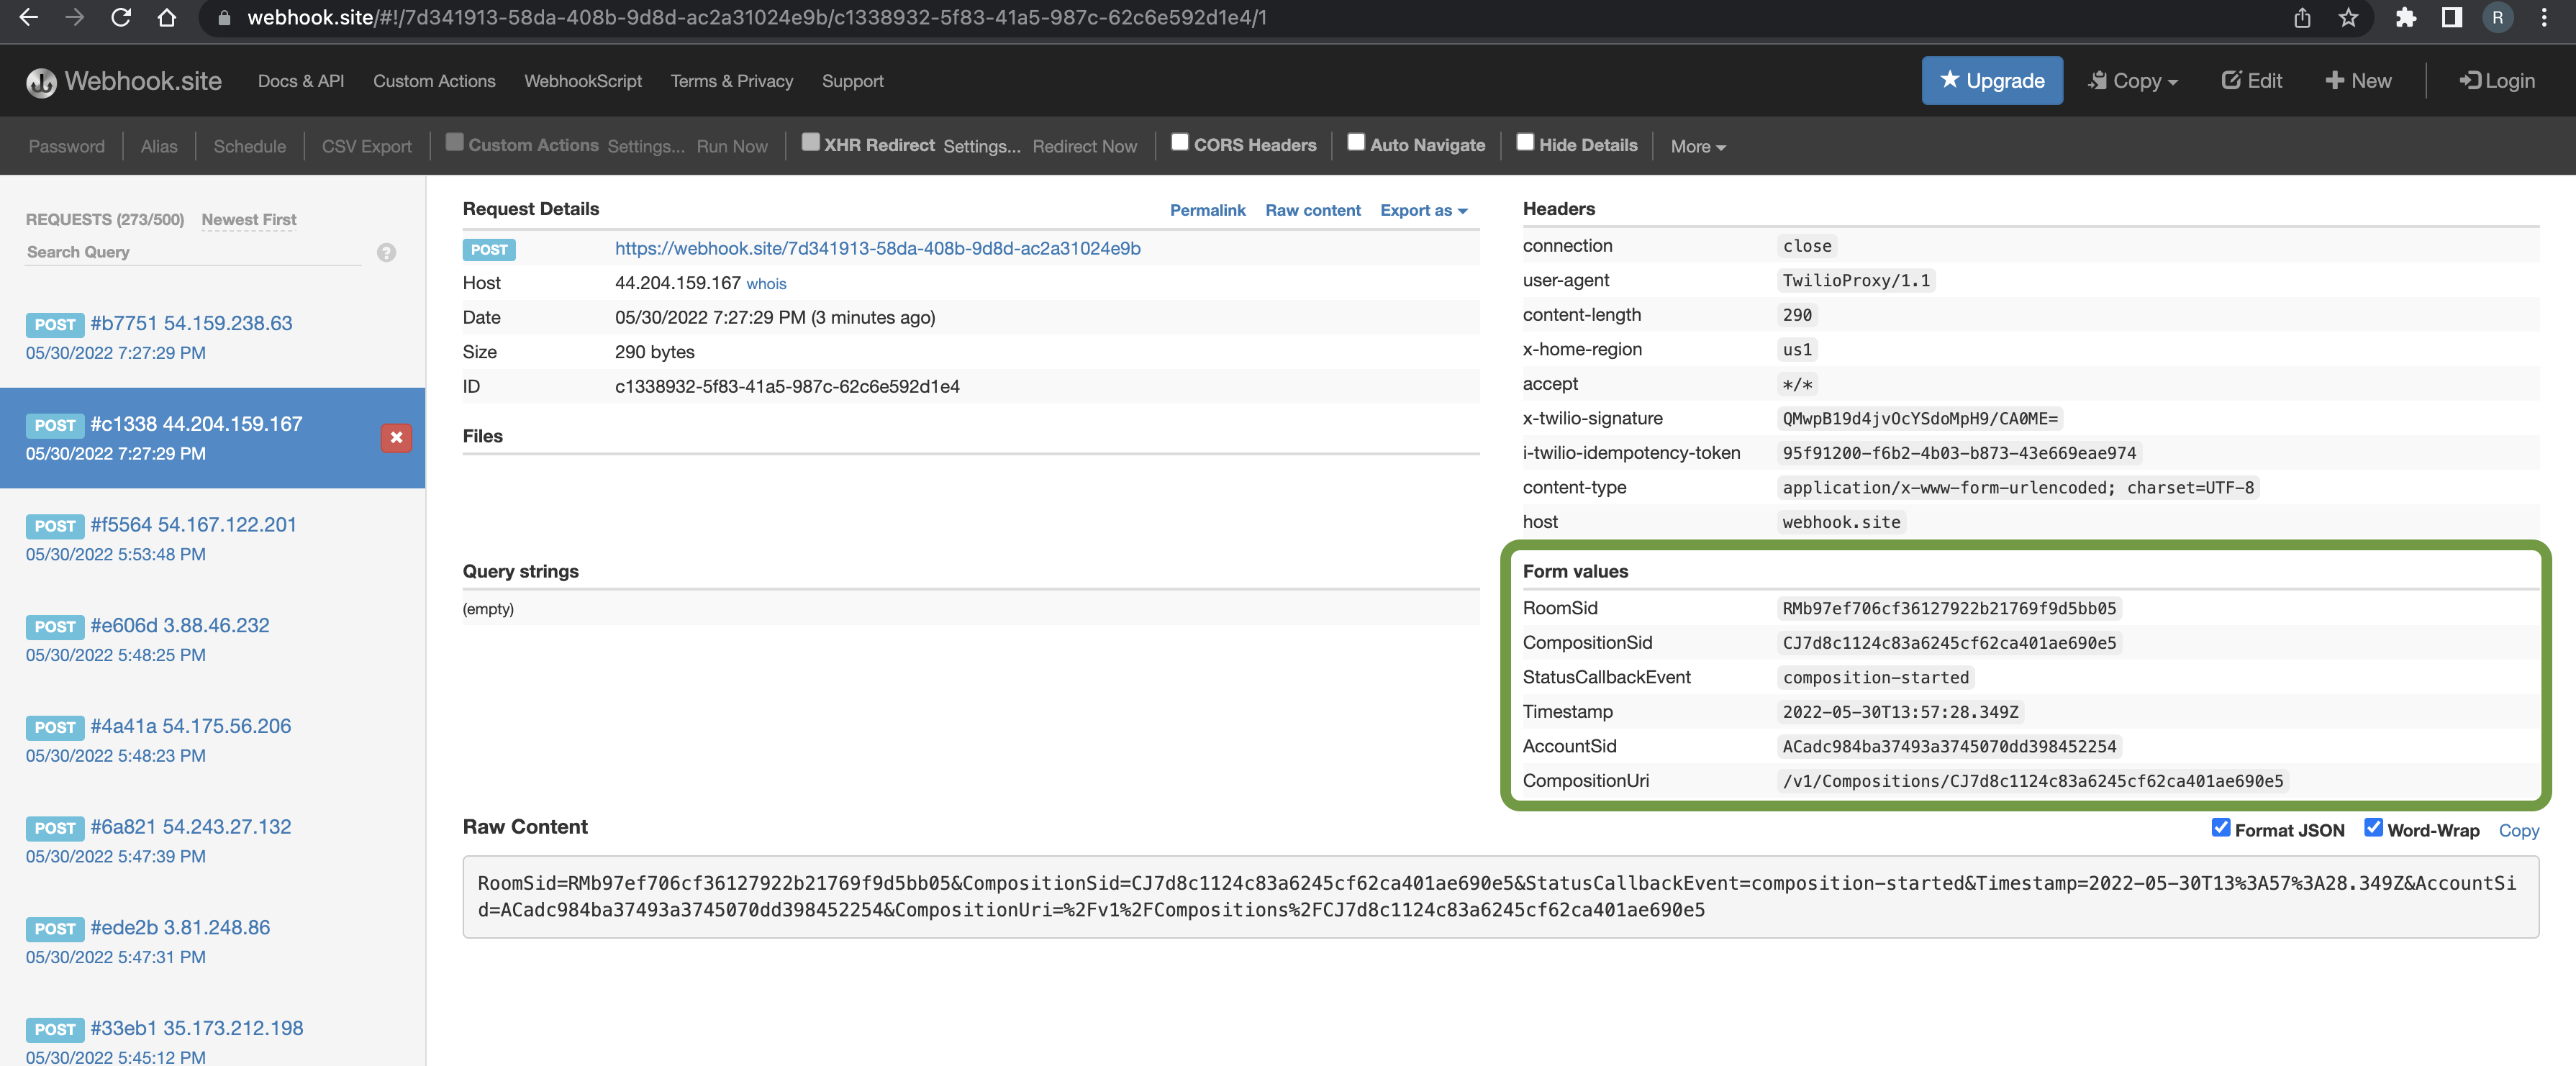 webhook.site/#!/7d341913-58da-408b-9d8d-ac2a31024e9b/c1338932-5f83-41a5-987c-62c6e592d1e4/1
R
Webhook.site Docs & API Custom Actions WebhookScript Terms & Privacy Support Upgrade Copy Edit New Login
Password Alias Schedule CSV Export Custom Actions Settings... Run Now XHR Redirect Settings... Redirect Now CORS Headers Auto Navigate Hide Details More
REQUESTS (273/500) Newest First
Search Query ?
POST #b7751 54.159.238.63
05/30/2022 7:27:29 PM
POST #c1338 44.204.159.167
05/30/2022 7:27:29 PM
POST #f5564 54.167.122.201
05/30/2022 5:53:48 PM
POST #e606d 3.88.46.232
05/30/2022 5:48:25 PM
POST #4a41a 54.175.56.206
05/30/2022 5:48:23 PM
POST #6a821 54.243.27.132
05/30/2022 5:47:39 PM
POST #ede2b 3.81.248.86
05/30/2022 5:47:31 PM
POST #33eb1 35.173.212.198
05/30/2022 5:45:12 PM
Request Details Permalink Raw content Export as
POST https://webhook.site/7d341913-58da-408b-9d8d-ac2a31024e9b
Host 44.204.159.167 whois
Date 05/30/2022 7:27:29 PM (3 minutes ago)
Size 290 bytes
ID c1338932-5f83-41a5-987c-62c6e592d1e4
Files
Query strings
(empty)
Headers
connection close
user-agent TwilioProxy/1.1
content-length 290
x-home-region us1
accept */*
x-twilio-signature QMwpB19d4jvOcYSdoMpH9/CA0ME=
i-twilio-idempotency-token 95f91200-f6b2-4b03-b873-43e669eae974
content-type application/x-www-form-urlencoded; charset=UTF-8
host webhook.site
Form values
RoomSid RMb97ef706cf36127922b21769f9d5bb05
CompositionSid CJ7d8c1124c83a6245cf62ca401ae690e5
StatusCallbackEvent composition-started
Timestamp 2022-05-30T13:57:28.349Z
AccountSid ACadc984ba37493a3745070dd398452254
CompositionUri /v1/Compositions/CJ7d8c1124c83a6245cf62ca401ae690e5
Raw Content Format JSON Word-Wrap Copy
RoomSid=RMb97ef706cf36127922b21769f9d5bb05&CompositionSid=CJ7d8c1124c83a6245cf62ca401ae690e5&StatusCallbackEvent=composition-started&Timestamp=2022-05-30T13%3A57%3A28.349Z&AccountSi
d=ACadc984ba37493a3745070dd398452254&CompositionUri=%2Fv1%2FCompositions%2FCJ7d8c1124c83a6245cf62ca401ae690e5